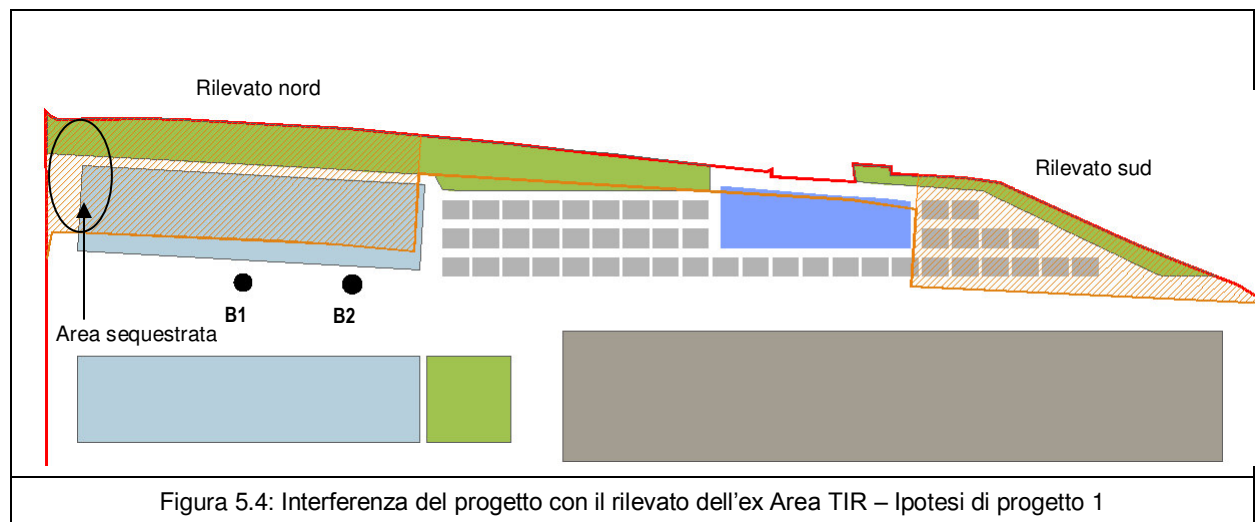 Rilevato nord
Rilevato sud
B1
B2
Area sequestrata
Figura 5.4: Interferenza del progetto con il rilevato dell'ex Area TIR – Ipotesi di progetto 1